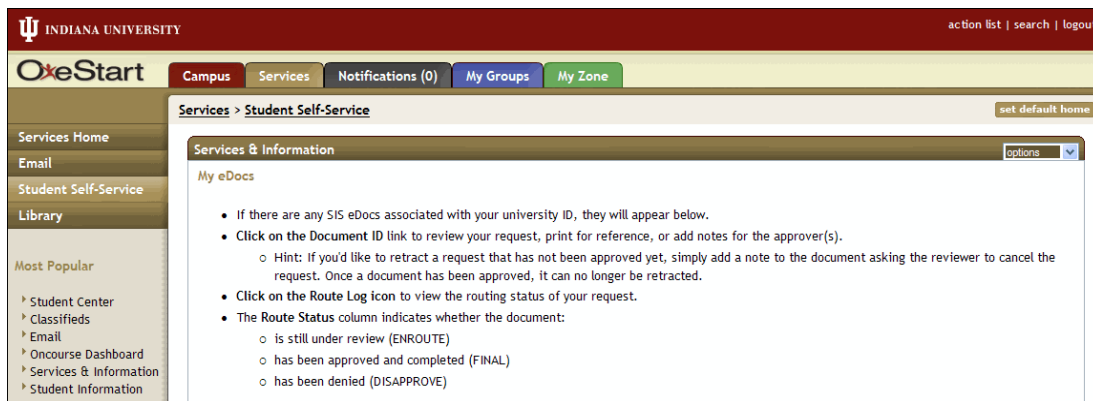 INDIANA UNIVERSITY
action list | search | logout
OneStart
Campus
Services
Notifications (0)
My Groups
My Zone
Services > Student Self-Service
set default home
Services Home
Email
Student Self-Service
Library
Most Popular
Student Center
Classifieds
Email
Oncourse Dashboard
Services & Information
Student Information
Services & Information
options
My eDocs
If there are any SIS eDocs associated with your university ID, they will appear below.
Click on the Document ID link to review your request, print for reference, or add notes for the approver(s).
Hint: If you'd like to retract a request that has not been approved yet, simply add a note to the document asking the reviewer to cancel the
request. Once a document has been approved, it can no longer be retracted.
Click on the Route Log icon to view the routing status of your request.
The Route Status column indicates whether the document:
is still under review (ENROUTE)
has been approved and completed (FINAL)
has been denied (DISAPPROVE)